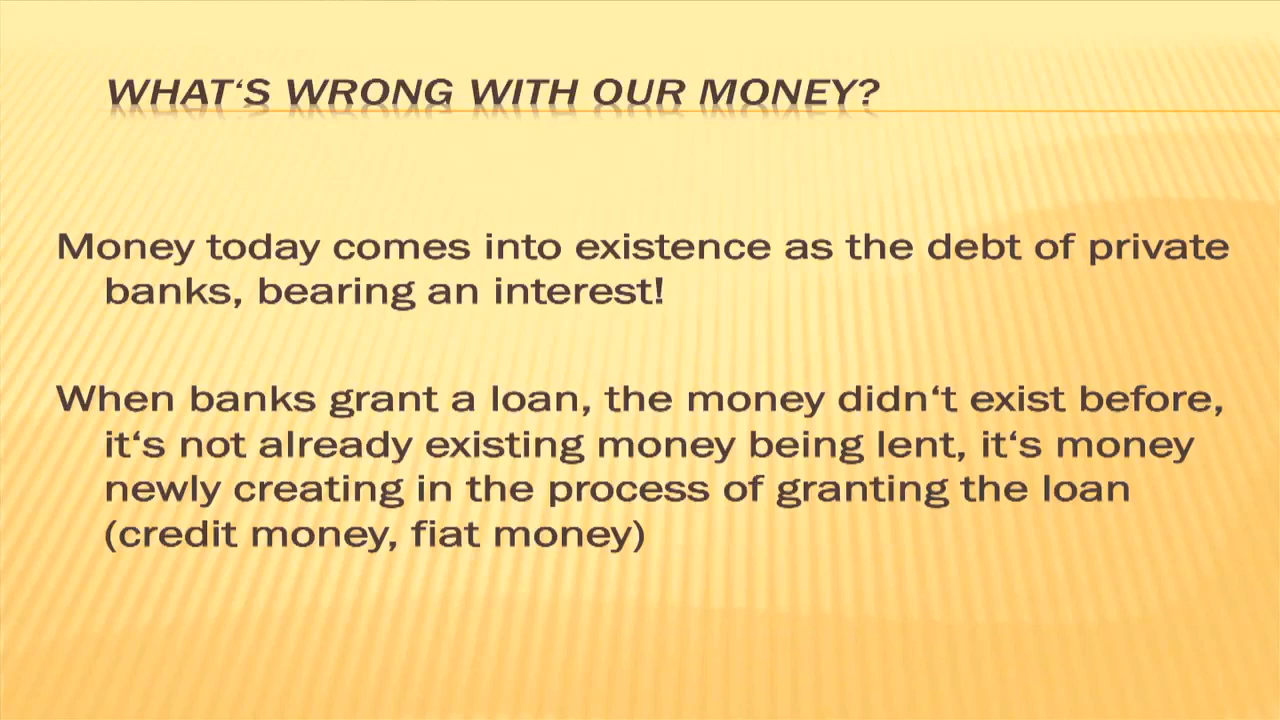 WHAT‘S WRONG WITH OUR MONEY?
Money today comes into existence as the debt of private
banks, bearing an interest!
When banks grant a loan, the money didn‘t exist before,
it‘s not already existing money being lent, it‘s money
newly creating in the process of granting the loan
(credit money, fiat money)